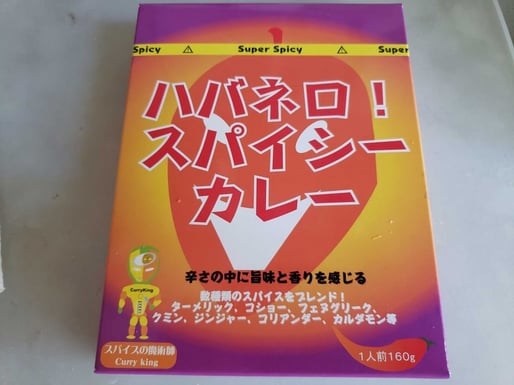 Spicy ⚠ Super Spicy ⚠ Super
ハバネロ！
スパイシー
カレー
辛さの中に旨味と香りを感じる
数種類のスパイスをブレンド！
ターメリック、コショー、フェヌグリーク、
クミン、ジンジャー、コリアンダー、カルダモン等
CurryKing
スパイスの魔術師
Curry king
1人前160g